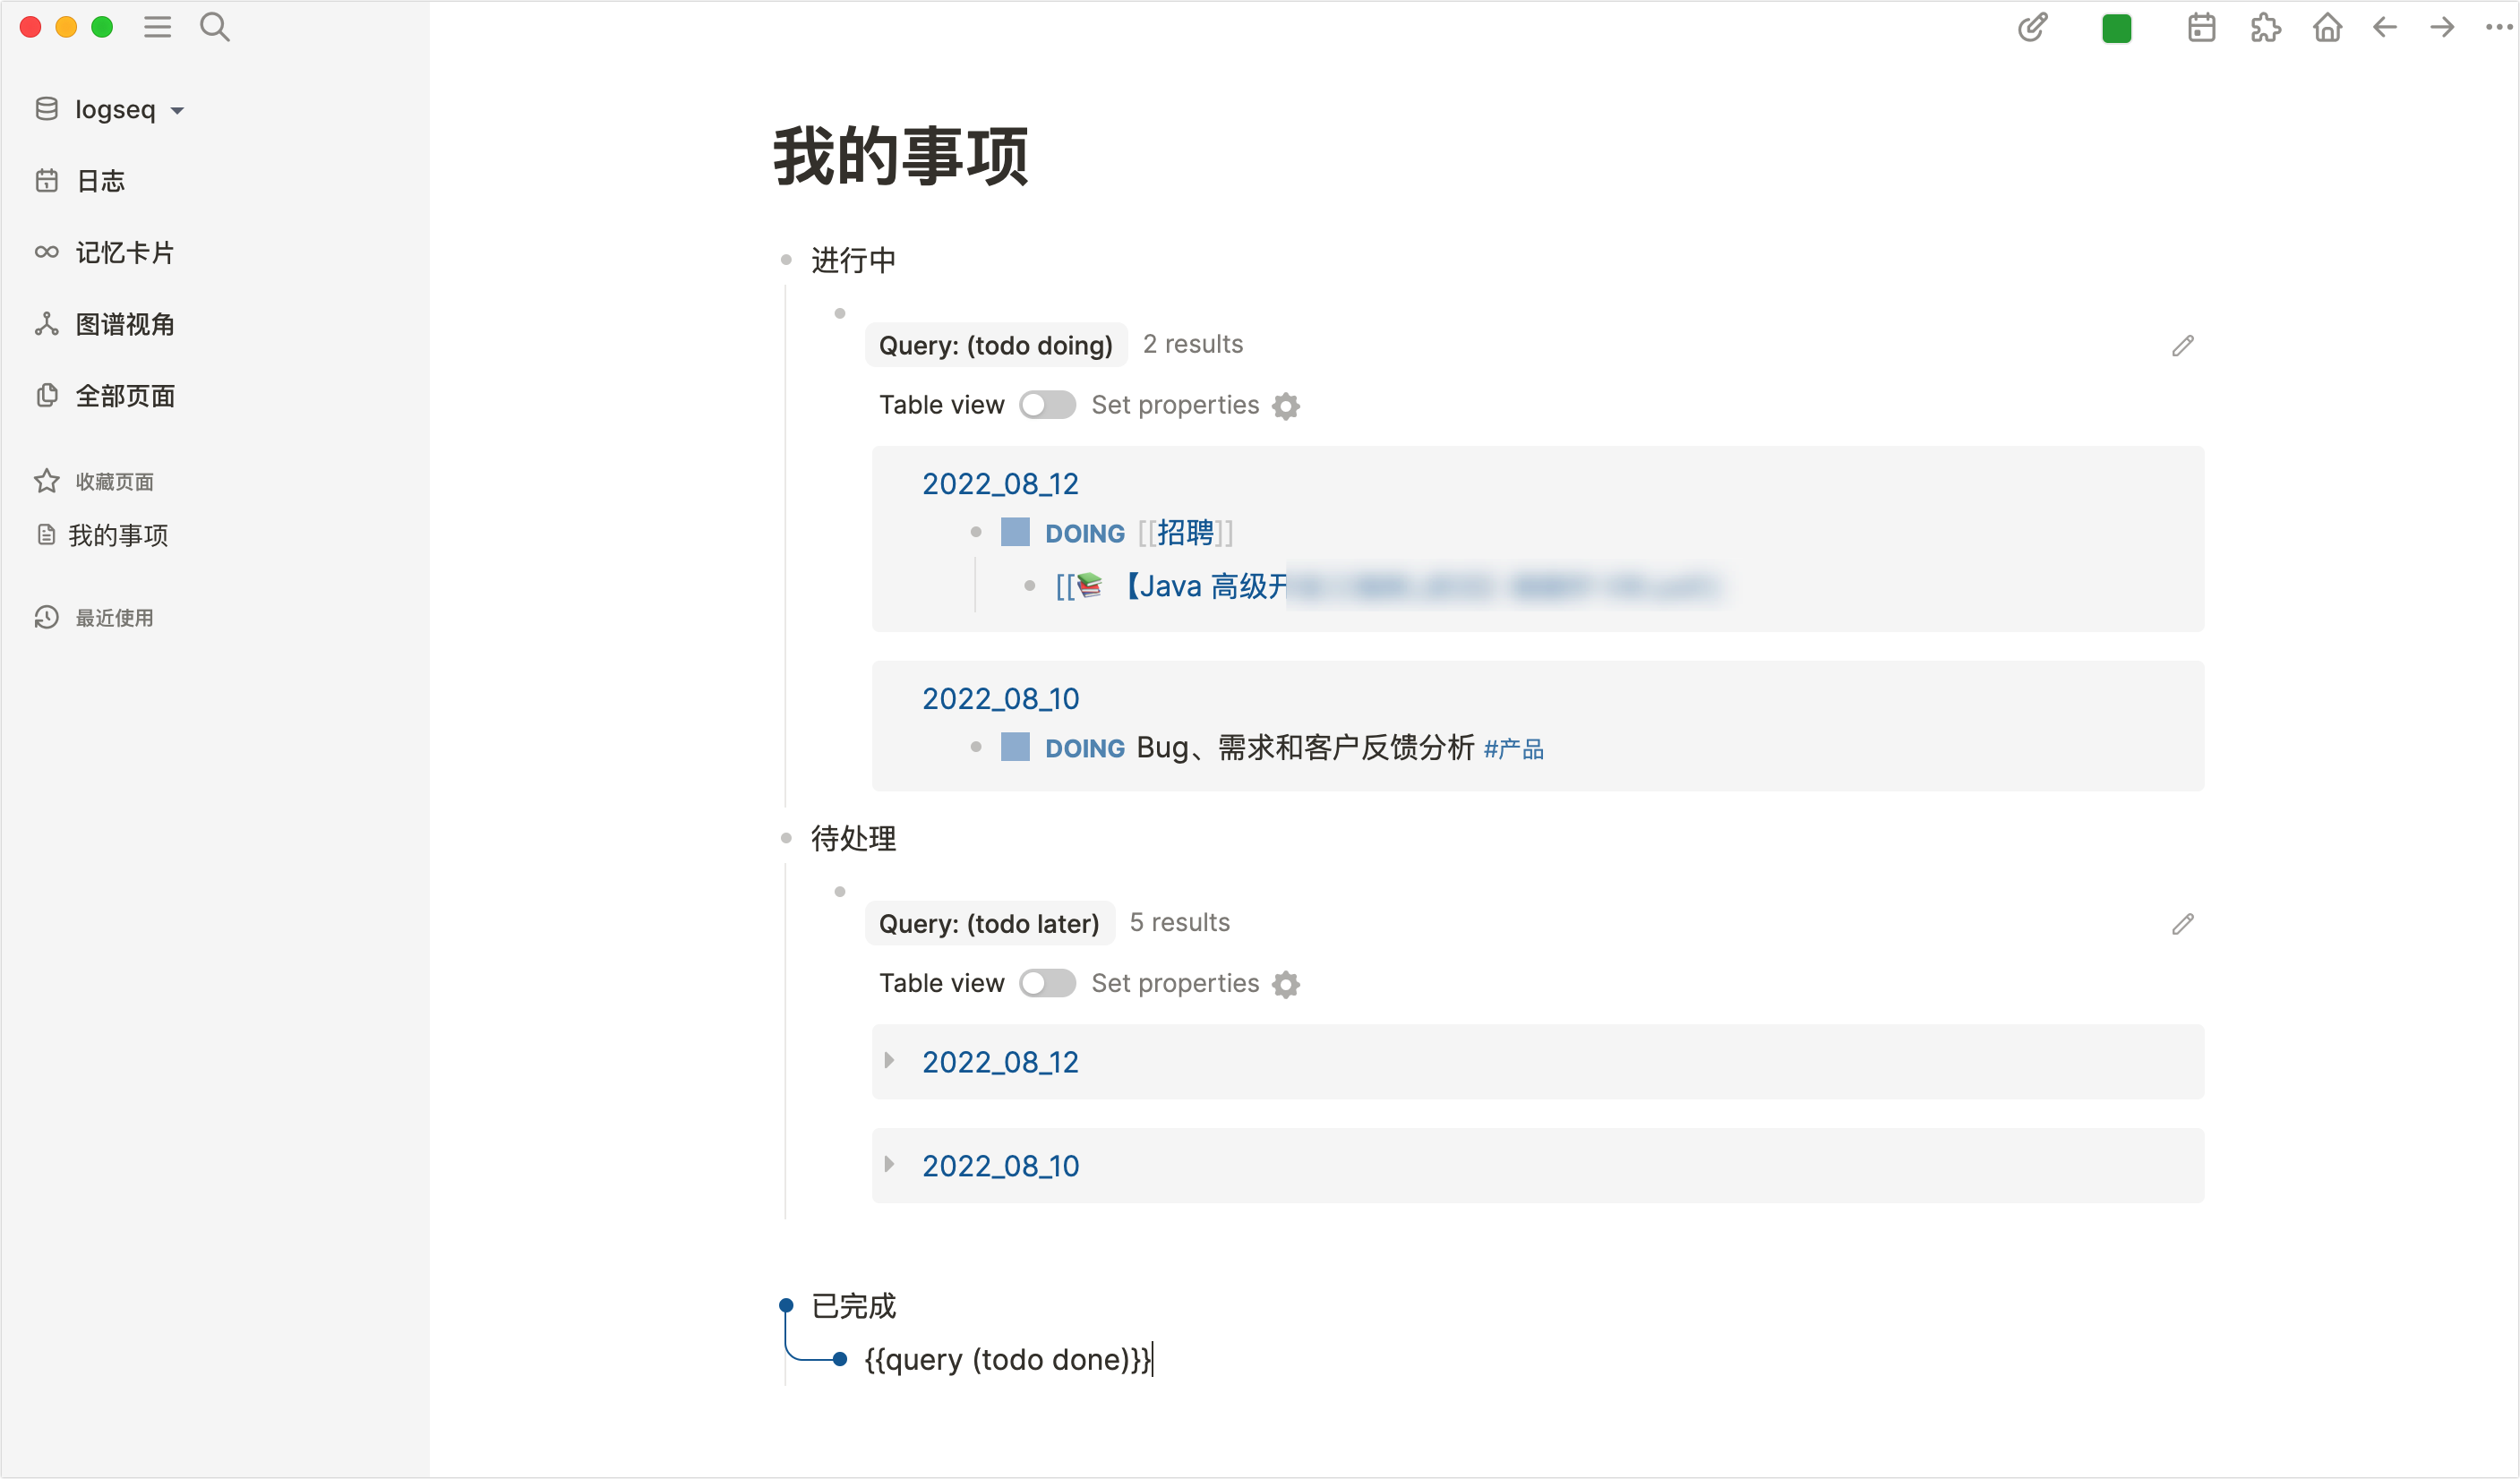 logseq
日志
记忆卡片
图谱视角
全部页面
收藏页面
我的事项
最近使用
我的事项
进行中
Query: (todo doing) 2 results
Table view Set properties
2022_08_12
DOING [[招聘]]
[[📚 【Java 高级开
2022_08_10
DOING Bug、需求和客户反馈分析 #产品
待处理
Query: (todo later) 5 results
Table view Set properties
2022_08_12
2022_08_10
已完成
{{query (todo done)}}